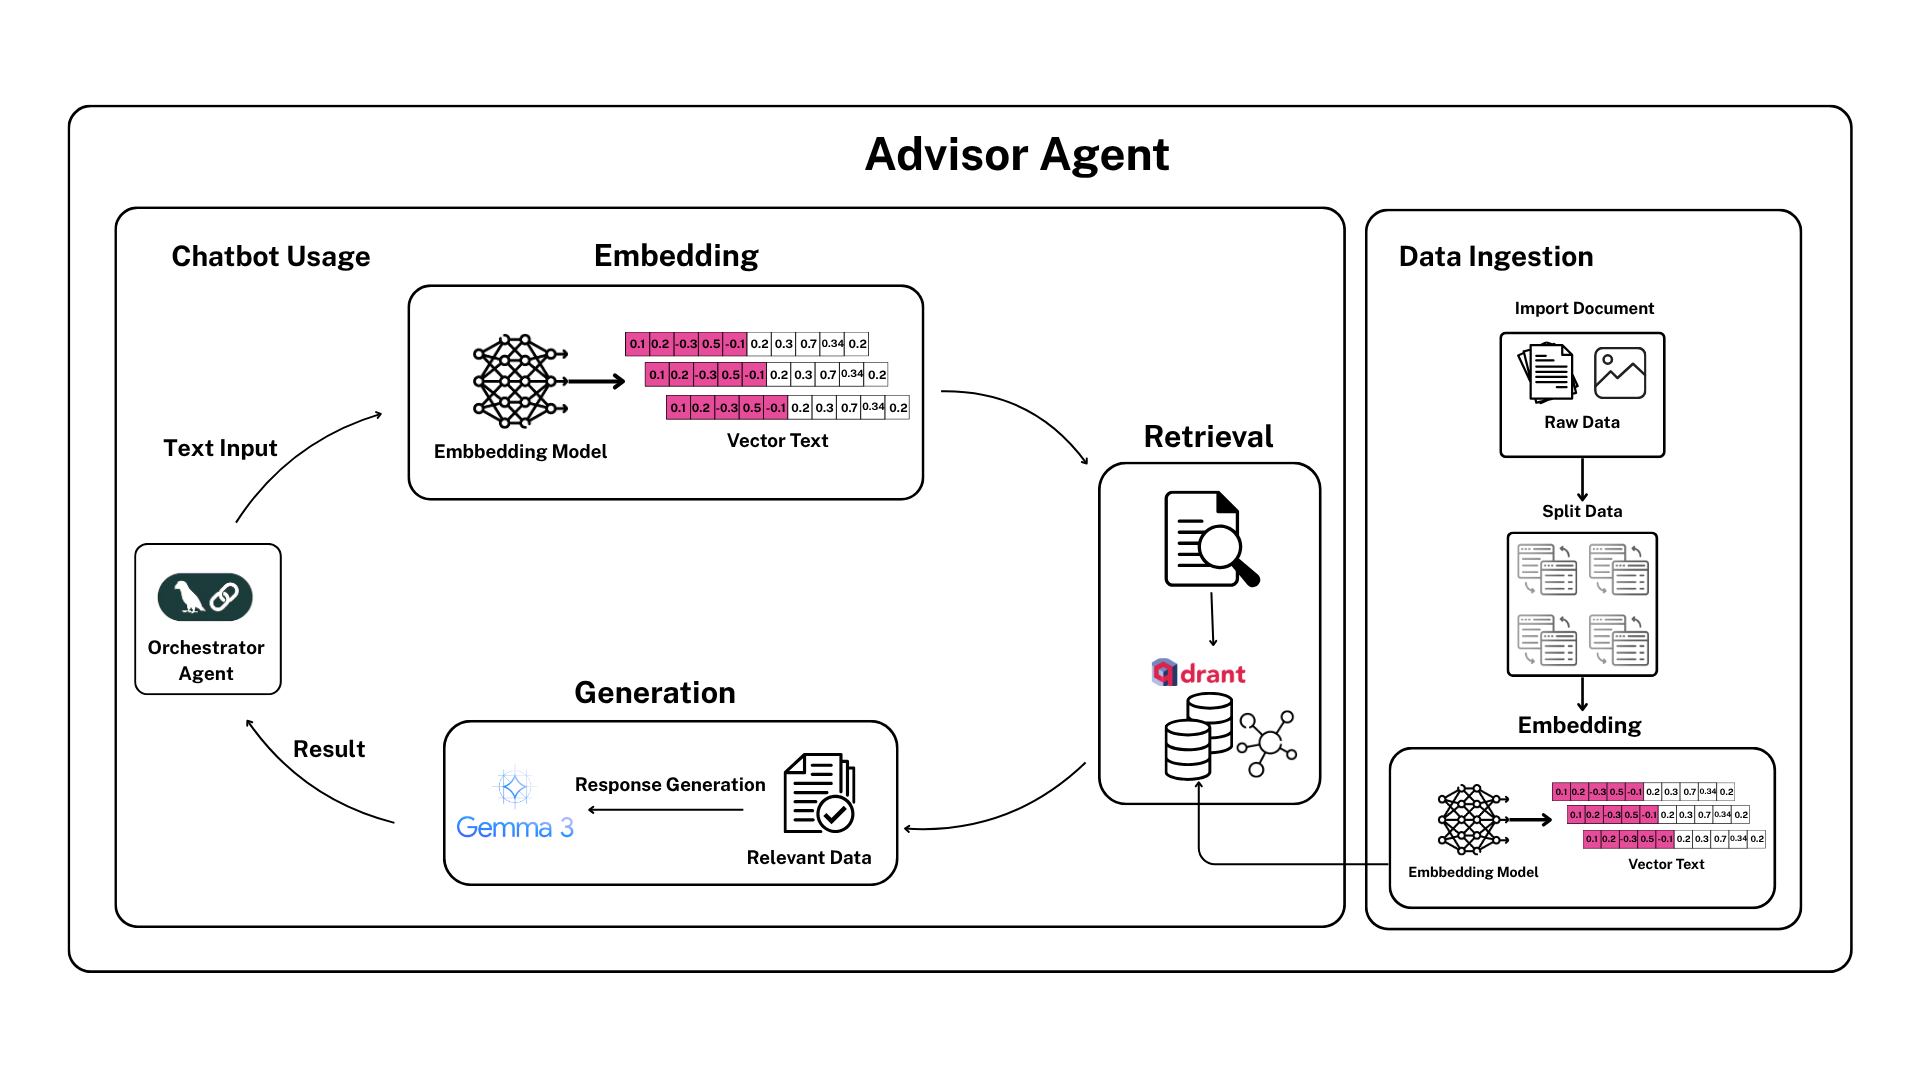 Advisor Agent
Chatbot Usage
Embedding
0.1 0.2 -0.3 0.5 -0.1 0.2 0.3 0.7 0.34 0.2
0.1 0.2 -0.3 0.5 -0.1 0.2 0.3 0.7 0.34 0.2
0.1 0.2 -0.3 0.5 -0.1 0.2 0.3 0.7 0.34 0.2
Vector Text
Embbedding Model
Text Input
Retrieval
qdrant
Orchestrator
Agent
Generation
Result
Response Generation
Gemma 3
Relevant Data
Data Ingestion
Import Document
Raw Data
Split Data
Embedding
0.1 0.2 -0.3 0.5 -0.1 0.2 0.3 0.7 0.34 0.2
0.1 0.2 -0.3 0.5 -0.1 0.2 0.3 0.7 0.34 0.2
0.1 0.2 -0.3 0.5 -0.1 0.2 0.3 0.7 0.34 0.2
Vector Text
Embbedding Model